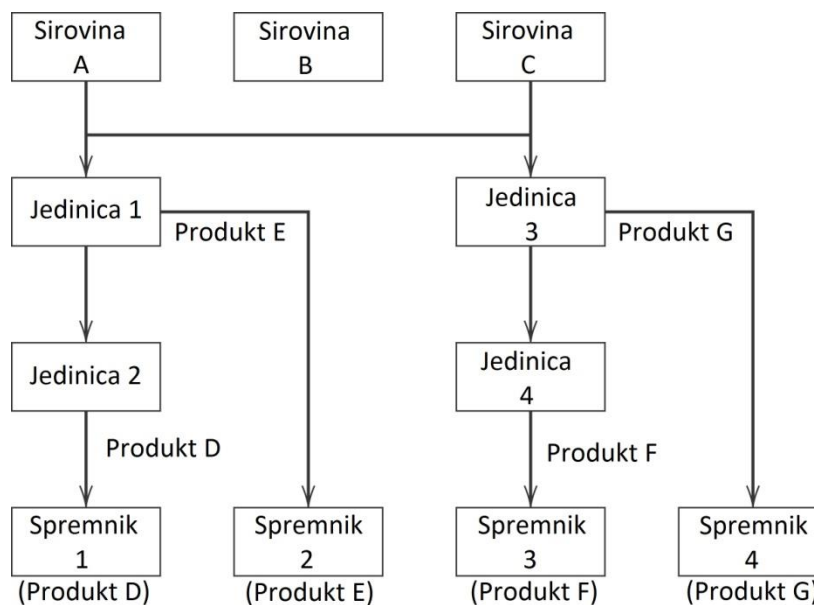 Sirovina
A
Sirovina
B
Sirovina
C
Jedinica 1
Produkt E
Jedinica
3
Produkt G
Jedinica 2
Jedinica
4
Produkt D
Produkt F
Spremnik
1
(Produkt D)
Spremnik
2
(Produkt E)
Spremnik
3
(Produkt F)
Spremnik
4
(Produkt G)